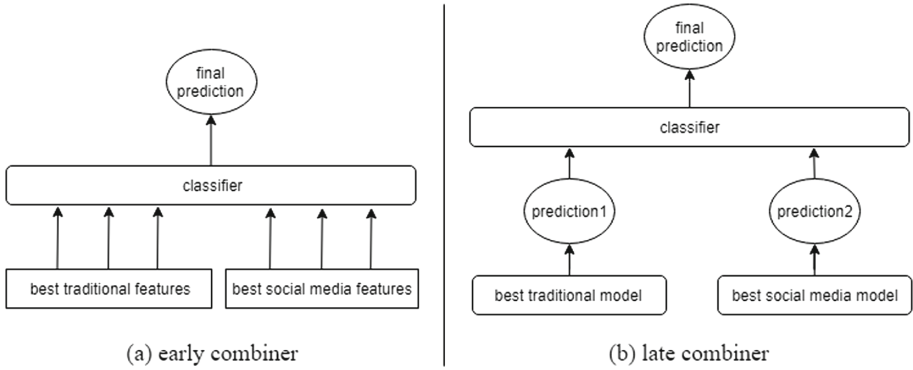 final
prediction
classifier
best traditional features
best social media features
(a) early combiner
final
prediction
classifier
prediction1
prediction2
best traditional model
best social media model
(b) late combiner